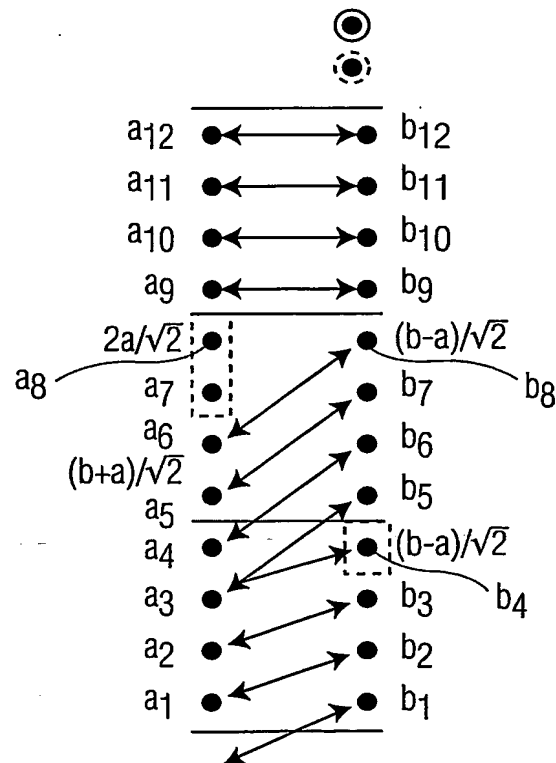 a12 b12
a11 b11
a10 b10
a9 b9
2a/√2 (b-a)/√2
a8 b8
a7 b7
a6 b6
(b+a)/√2
a5 b5
a4 (b-a)/√2
b4
a3 b3
a2 b2
a1 b1